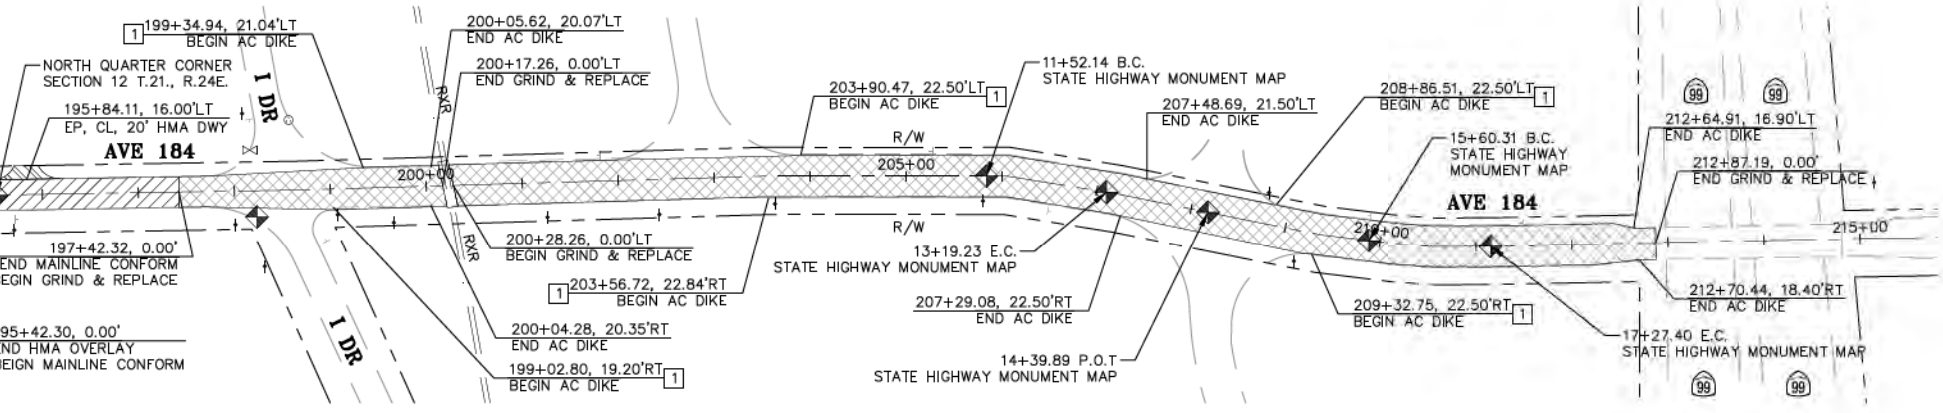 1 199+34.94, 21.04'LT
BEGIN AC DIKE
NORTH QUARTER CORNER
SECTION 12 T.21., R.24E.
195+84.11, 16.00'LT
EP, CL, 20' HMA DWY
AVE 184
I DR
RXR
200+05.62, 20.07'LT
END AC DIKE
200+17.26, 0.00'LT
END GRIND & REPLACE
203+90.47, 22.50'LT 1
BEGIN AC DIKE
11+52.14 B.C.
STATE HIGHWAY MONUMENT MAP
207+48.69, 21.50'LT
END AC DIKE
208+86.51, 22.50'LT 1
BEGIN AC DIKE
15+60.31 B.C.
STATE HIGHWAY
MONUMENT MAP
AVE 184
99
99
212+64.91, 16.90'LT
END AC DIKE
212+87.19, 0.00'
END GRIND & REPLACE
R/W
200+00
205+00
210+00
215+00
R/W
197+42.32, 0.00'
END MAINLINE CONFORM
BEGIN GRIND & REPLACE
95+42.30, 0.00'
END HMA OVERLAY
BEIGN MAINLINE CONFORM
I DR
RXR
200+28.26, 0.00'LT
BEGIN GRIND & REPLACE
1 203+56.72, 22.84'RT
BEGIN AC DIKE
200+04.28, 20.35'RT
END AC DIKE
199+02.80, 19.20'RT 1
BEGIN AC DIKE
13+19.23 E.C.
STATE HIGHWAY MONUMENT MAP
207+29.08, 22.50'RT
END AC DIKE
14+39.89 P.O.T
STATE HIGHWAY MONUMENT MAP
209+32.75, 22.50'RT 1
BEGIN AC DIKE
212+70.44, 18.40'RT
END AC DIKE
17+27.40 E.C.
STATE HIGHWAY MONUMENT MAP
99
99